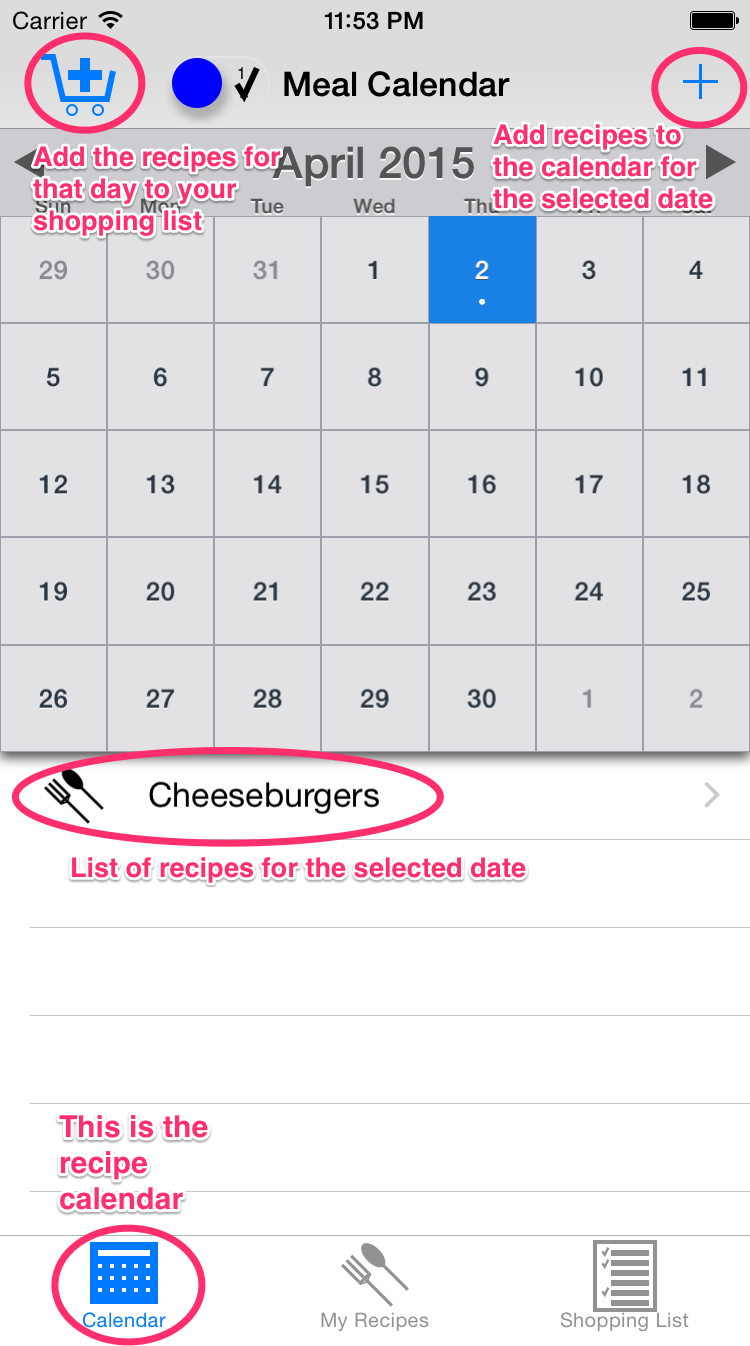 Carrier 11:53 PM
1 Meal Calendar
Add the recipes for
that day to your
shopping list
April 2015
Add recipes to
the calendar for
the selected date
Sun Mon Tue Wed Thu
29 30 31 1 2 3 4
5 6 7 8 9 10 11
12 13 14 15 16 17 18
19 20 21 22 23 24 25
26 27 28 29 30 1 2
Cheeseburgers
List of recipes for the selected date
This is the
recipe
calendar
Calendar My Recipes Shopping List